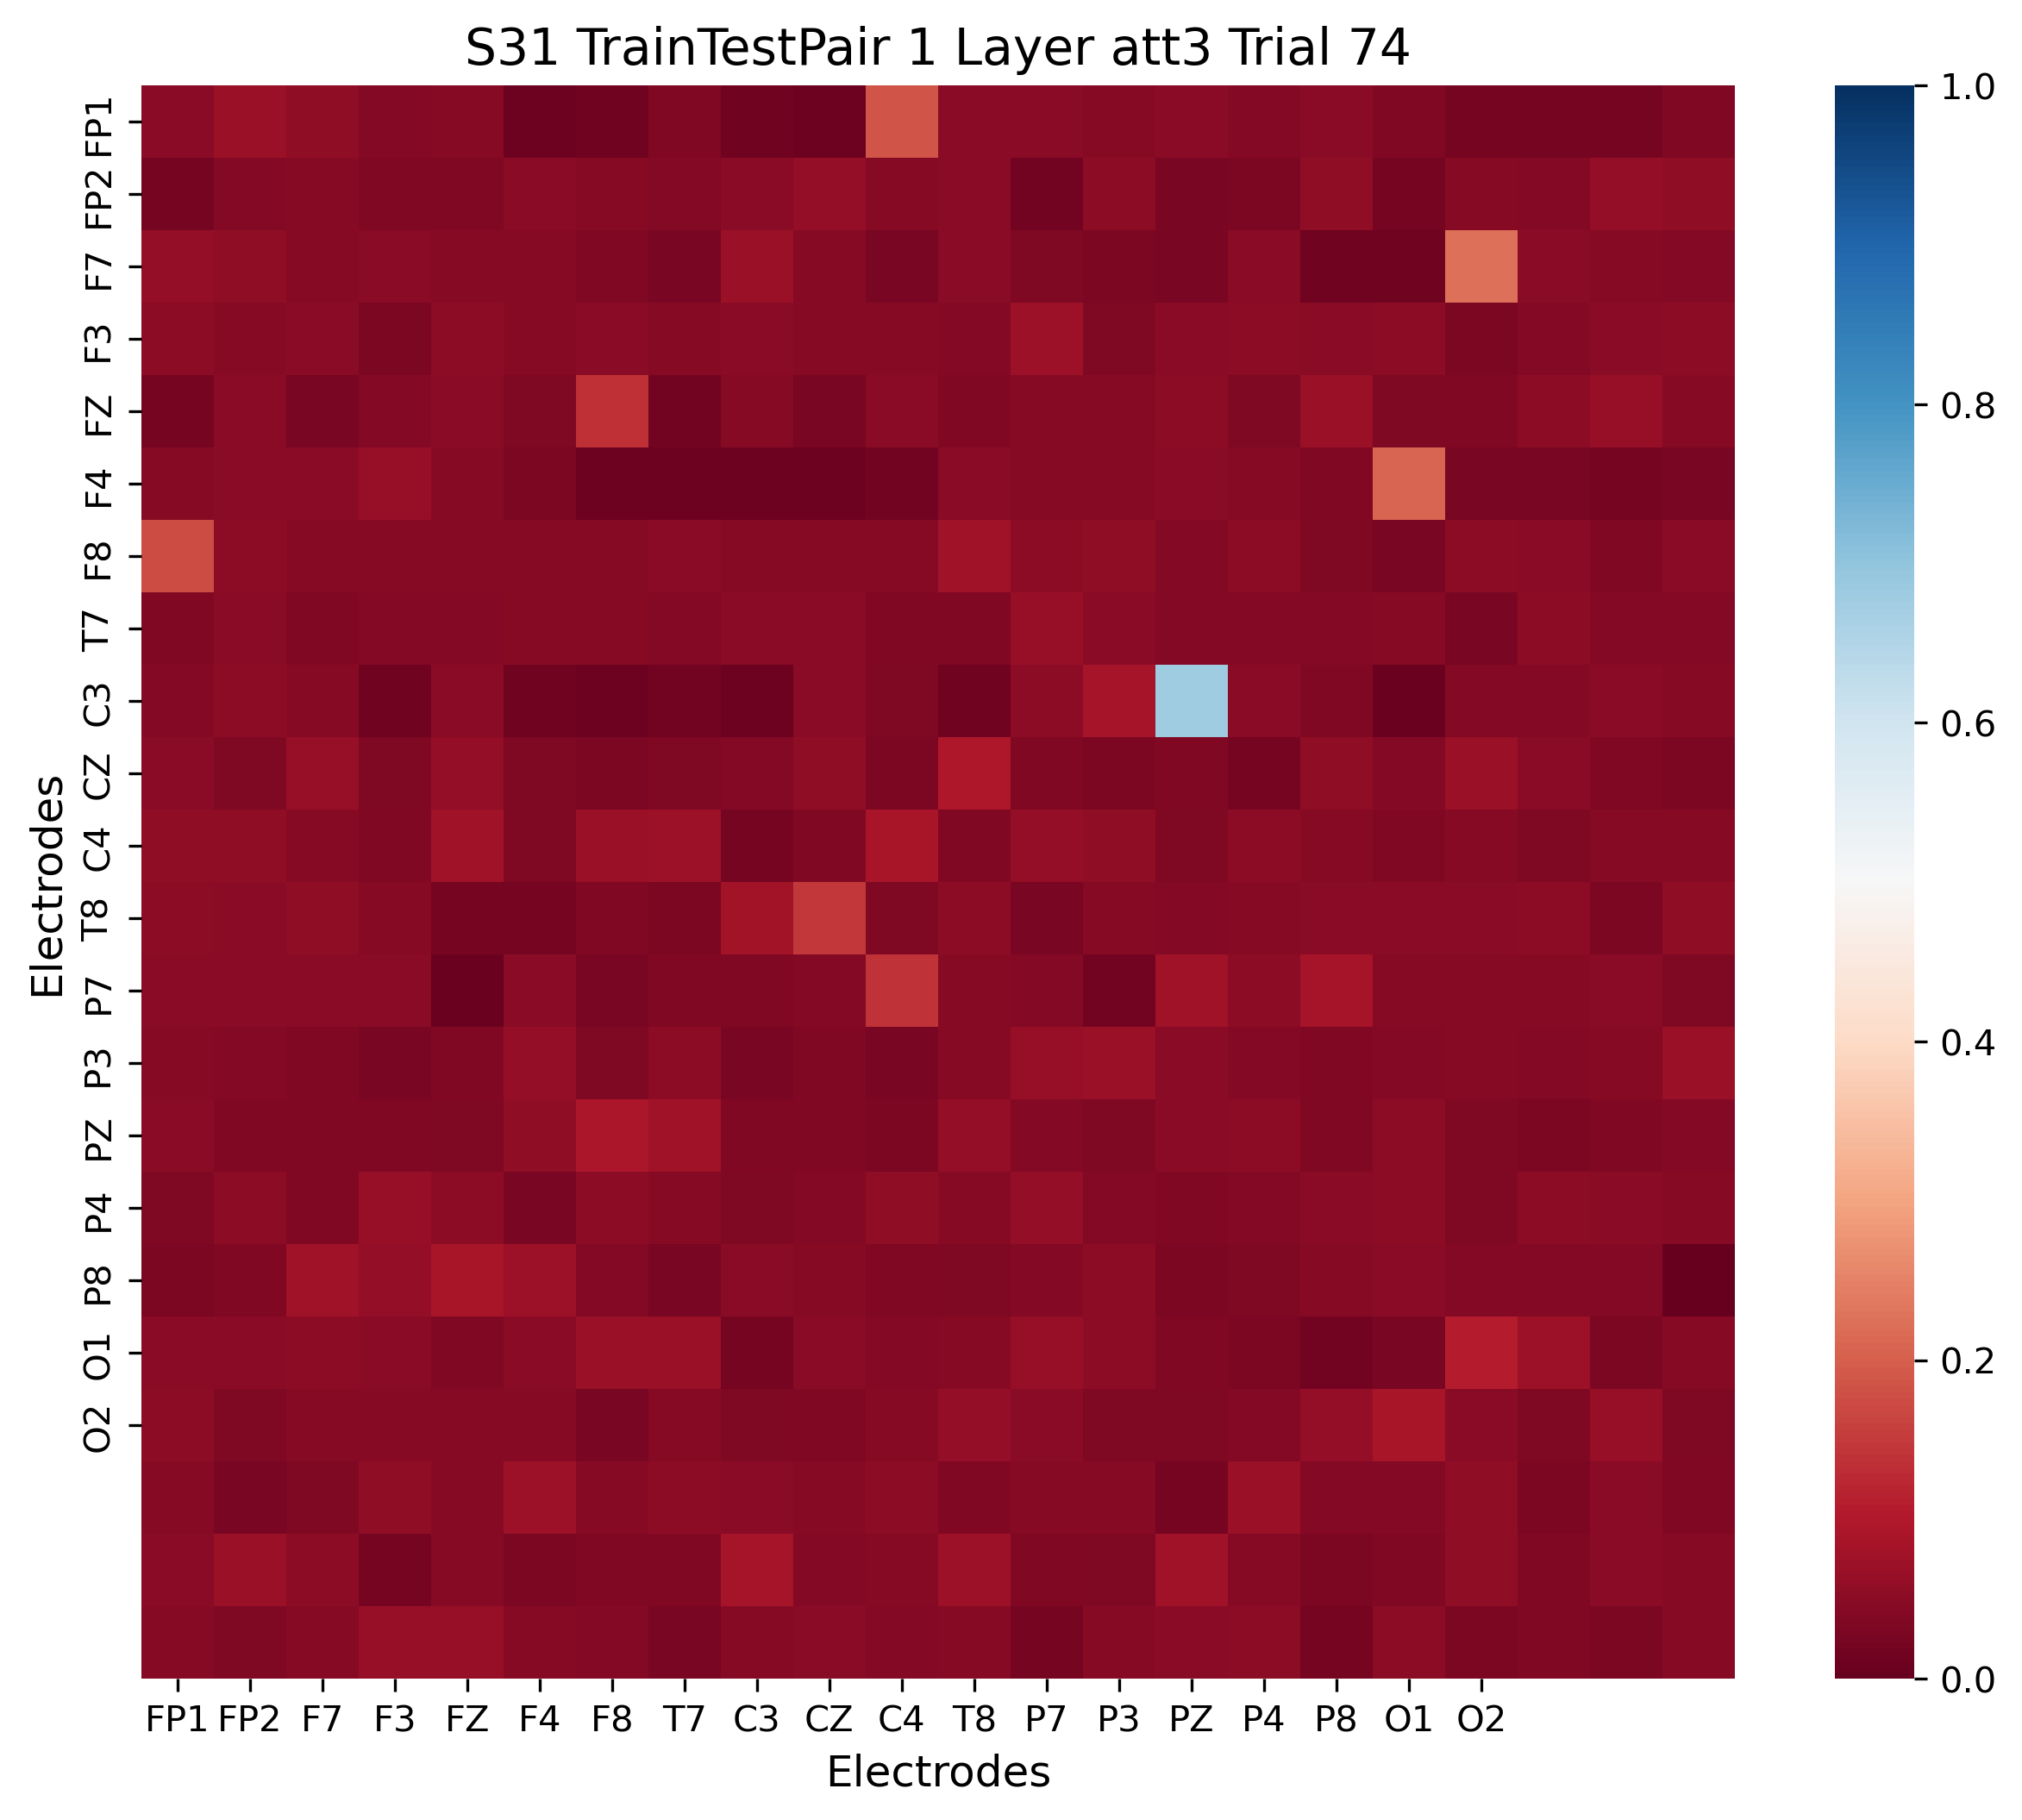 S31 TrainTestPair 1 Layer att3 Trial 74
Electrodes
FP1
FP2
F7
F3
FZ
F4
F8
T7
C3
CZ
C4
T8
P7
P3
PZ
P4
P8
O1
O2
FP1 FP2 F7 F3 FZ F4 F8 T7 C3 CZ C4 T8 P7 P3 PZ P4 P8 O1 O2
Electrodes
1.0
0.8
0.6
0.4
0.2
0.0